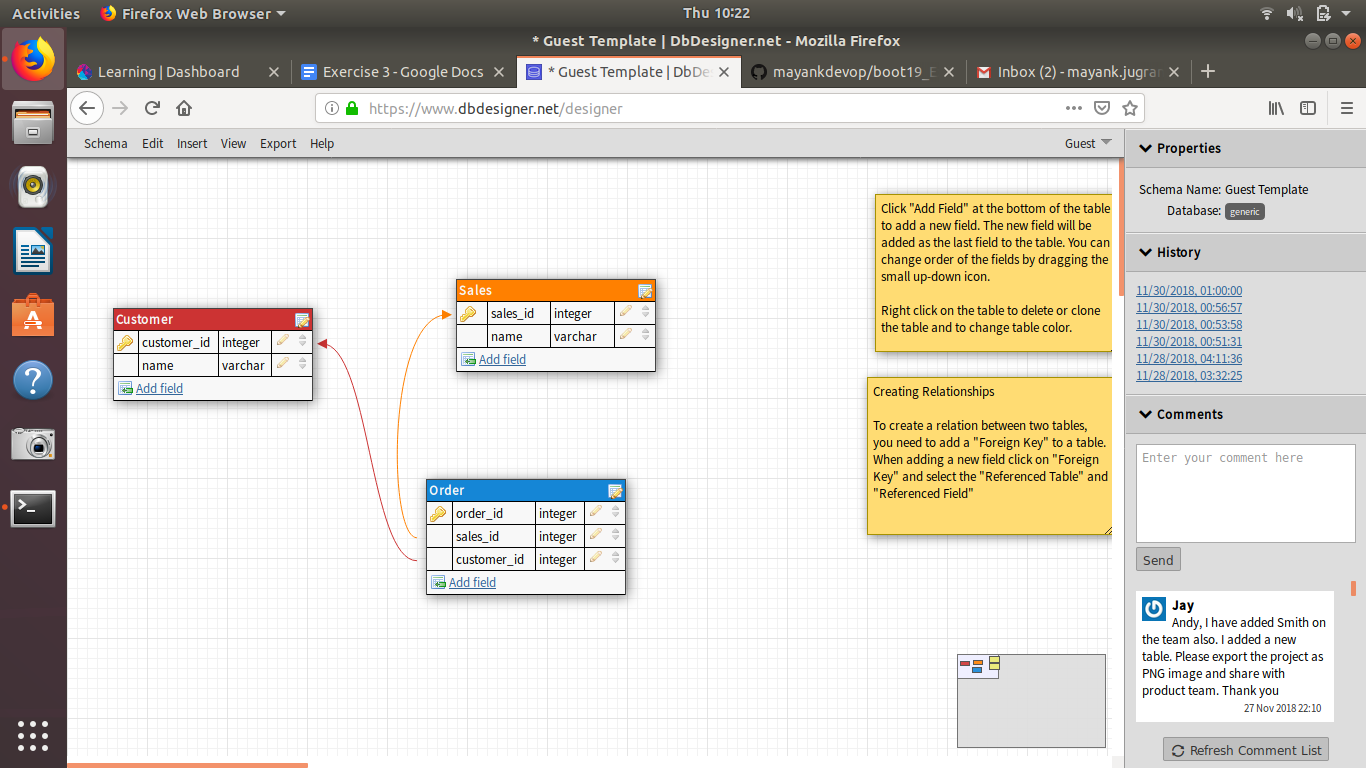 Activities
Firefox Web Browser
Thu 10:22
* Guest Template | DbDesigner.net - Mozilla Firefox
Learning | Dashboard
Exercise 3 - Google Docs
* Guest Template | DbDes
mayankdevop/boot19_E
Inbox (2) - mayank.jugran
https://www.dbdesigner.net/designer
Schema Edit Insert View Export Help
Guest
Click "Add Field" at the bottom of the table
to add a new field. The new field will be
added as the last field to the table. You can
change order of the fields by dragging the
small up-down icon.
Right click on the table to delete or clone
the table and to change table color.
Sales
sales_id integer
name varchar
Add field
Customer
customer_id integer
name varchar
Add field
Creating Relationships
To create a relation between two tables,
you need to add a "Foreign Key" to a table.
When adding a new field click on "Foreign
Key" and select the "Referenced Table" and
"Referenced Field"
Order
order_id integer
sales_id integer
customer_id integer
Add field
Properties
Schema Name: Guest Template
Database: generic
History
11/30/2018, 01:00:00
11/30/2018, 00:56:57
11/30/2018, 00:53:58
11/30/2018, 00:51:31
11/28/2018, 04:11:36
11/28/2018, 03:32:25
Comments
Enter your comment here
Send
Jay
Andy, I have added Smith on
the team also. I added a new
table. Please export the project as
PNG image and share with
product team. Thank you
27 Nov 2018 22:10
Refresh Comment List